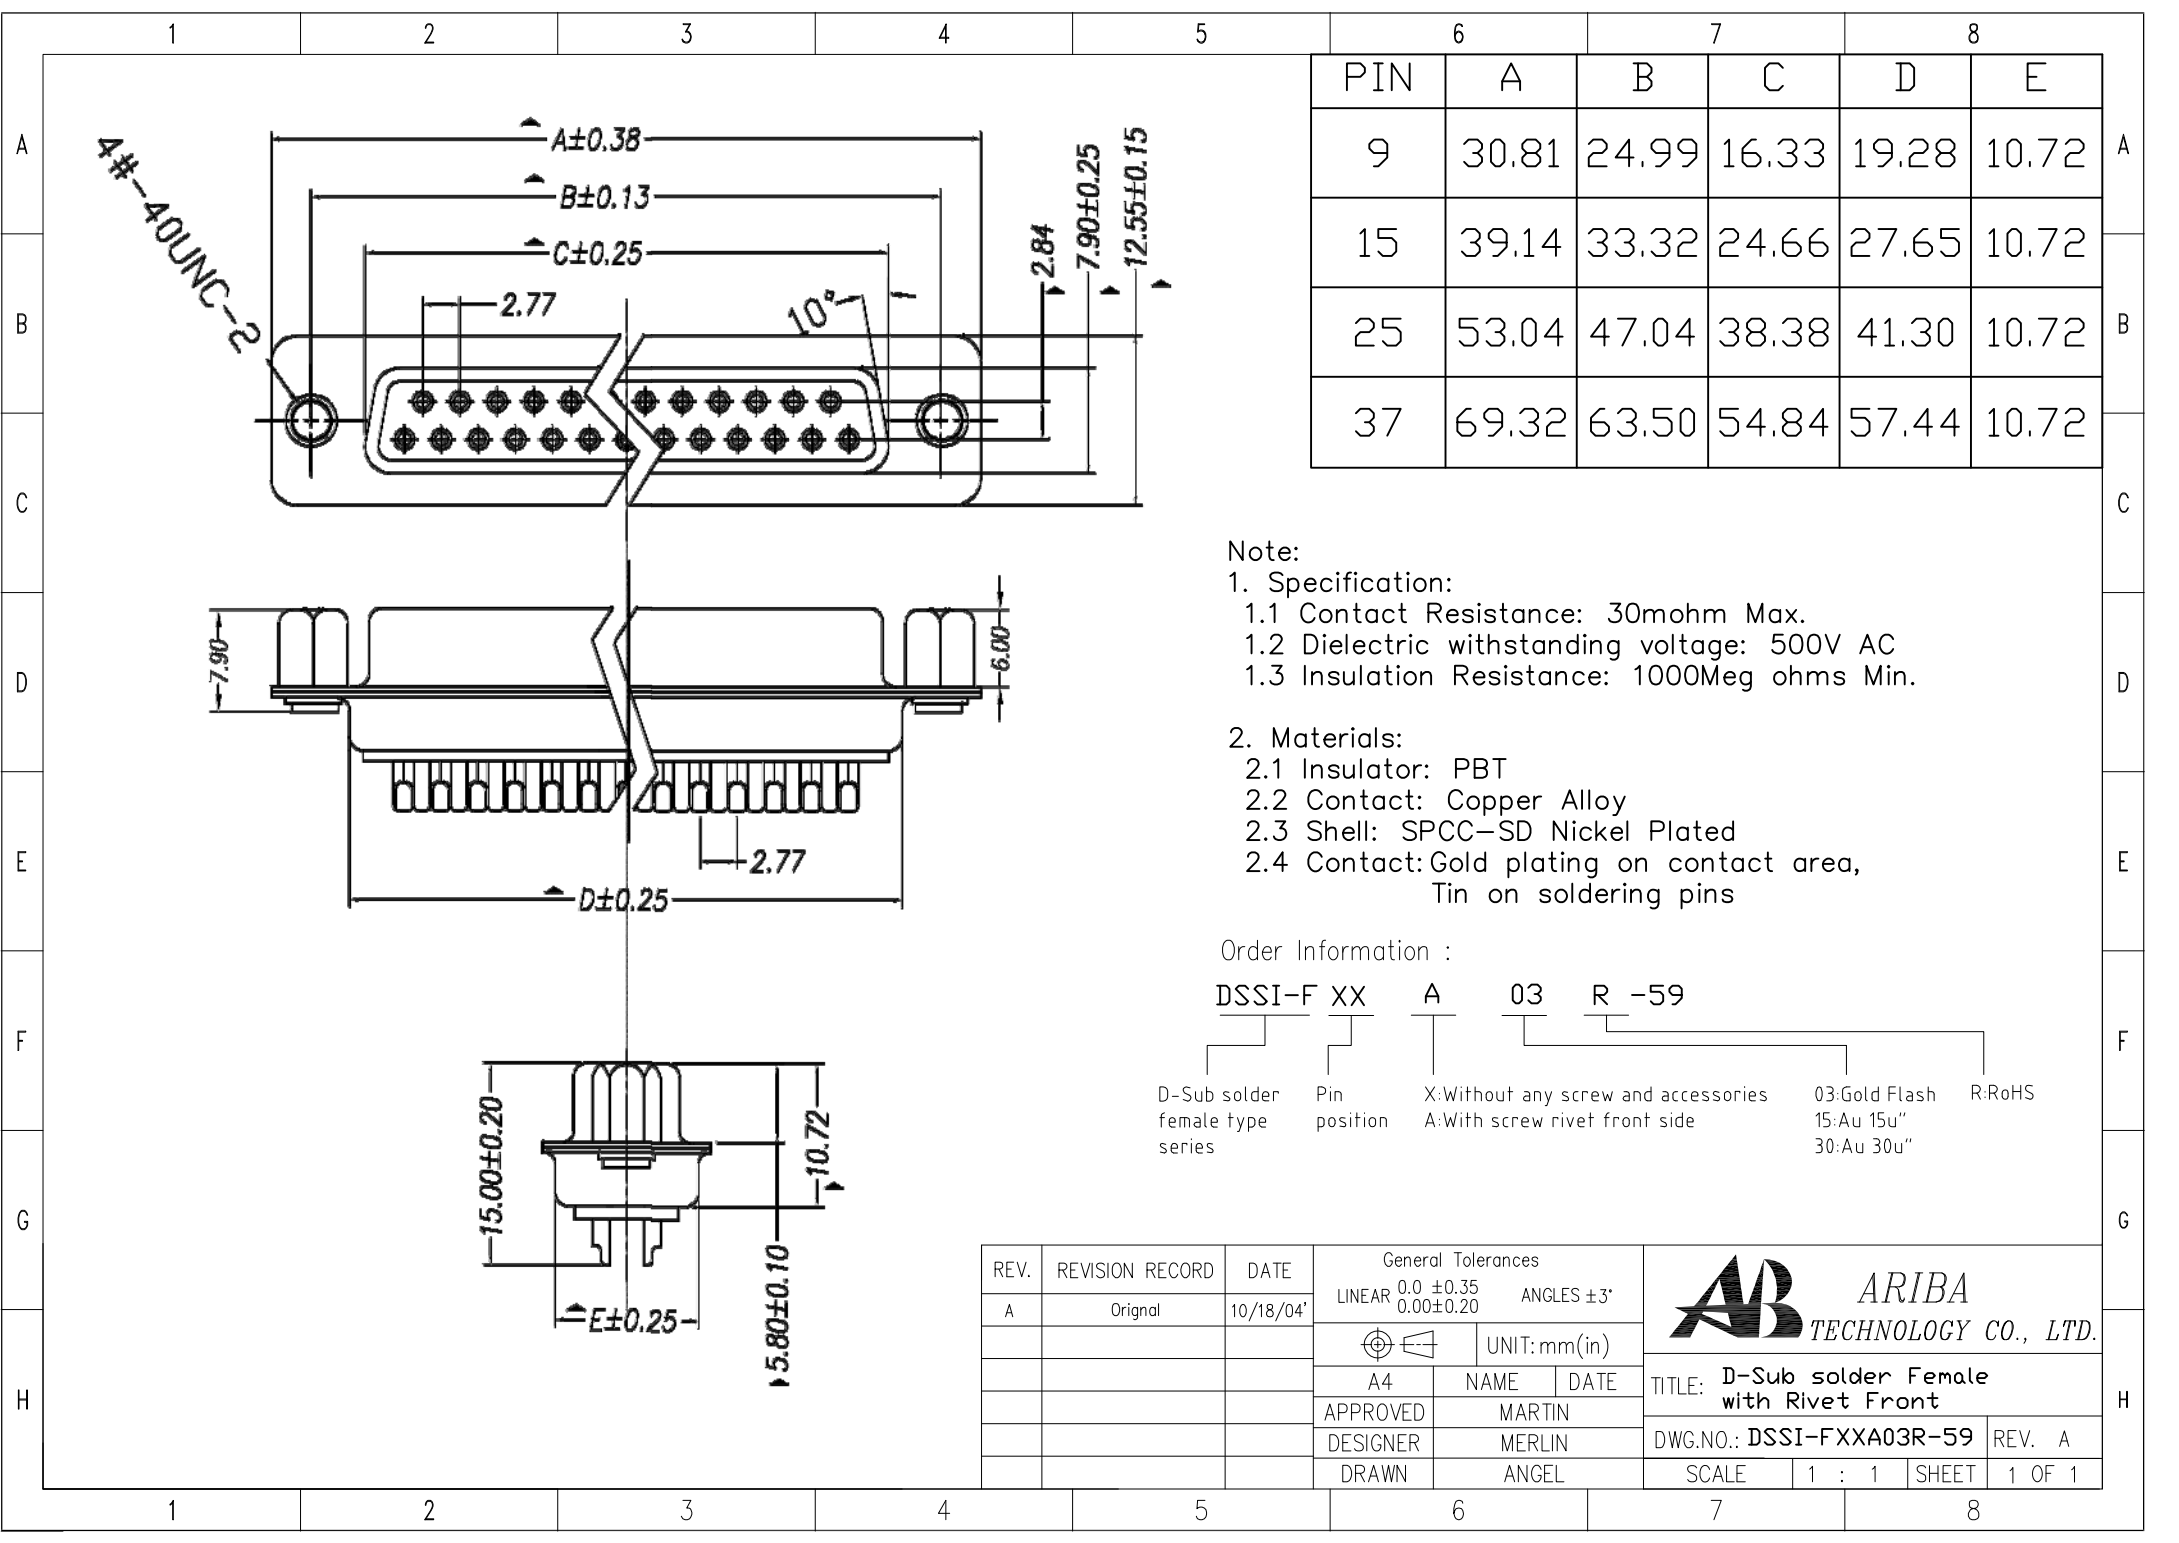 1 2 3 4 5 6 7 8
A
B
C
D
E
F
G
H
4#-40UNC-2
A±0.38
B±0.13
C±0.25
2.77
10°
2.84
7.90±0.25
12.55±0.15
PIN A B C D E
9 30.81 24.99 16.33 19.28 10.72
15 39.14 33.32 24.66 27.65 10.72
25 53.04 47.04 38.38 41.30 10.72
37 69.32 63.50 54.84 57.44 10.72
7.90
6.00
2.77
D±0.25
15.00±0.20
10.72
5.80±0.10
E±0.25
Note:
1. Specification:
1.1 Contact Resistance: 30mohm Max.
1.2 Dielectric withstanding voltage: 500V AC
1.3 Insulation Resistance: 1000Meg ohms Min.
2. Materials:
2.1 Insulator: PBT
2.2 Contact: Copper Alloy
2.3 Shell: SPCC-SD Nickel Plated
2.4 Contact: Gold plating on contact area,
Tin on soldering pins
Order Information :
DSSI-F XX A 03 R -59
D-Sub solder
female type
series
Pin
position
X:Without any screw and accessories
A:With screw rivet front side
03:Gold Flash
15:Au 15u"
30:Au 30u"
R:RoHS
REV. REVISION RECORD DATE
A Orignal 10/18/04'
General Tolerances
LINEAR 0.0 ±0.35
0.00±0.20
ANGLES ±3°
UNIT: mm(in)
A4 NAME DATE
APPROVED MARTIN
DESIGNER MERLIN
DRAWN ANGEL
AB
ARIBA
TECHNOLOGY CO., LTD.
TITLE: D-Sub solder Female
with Rivet Front
DWG.NO.: DSSI-FXXA03R-59 REV. A
SCALE 1 : 1 SHEET 1 OF 1
A
B
C
D
E
F
G
H
1 2 3 4 5 6 7 8